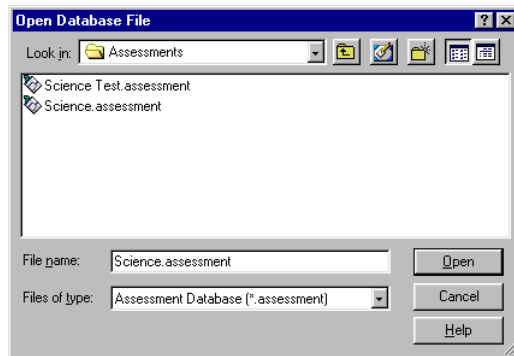 Open Database File
Look in: Assessments
Science Test.assessment
Science.assessment
File name: Science.assessment Open
Files of type: Assessment Database (*.assessment) Cancel
Help